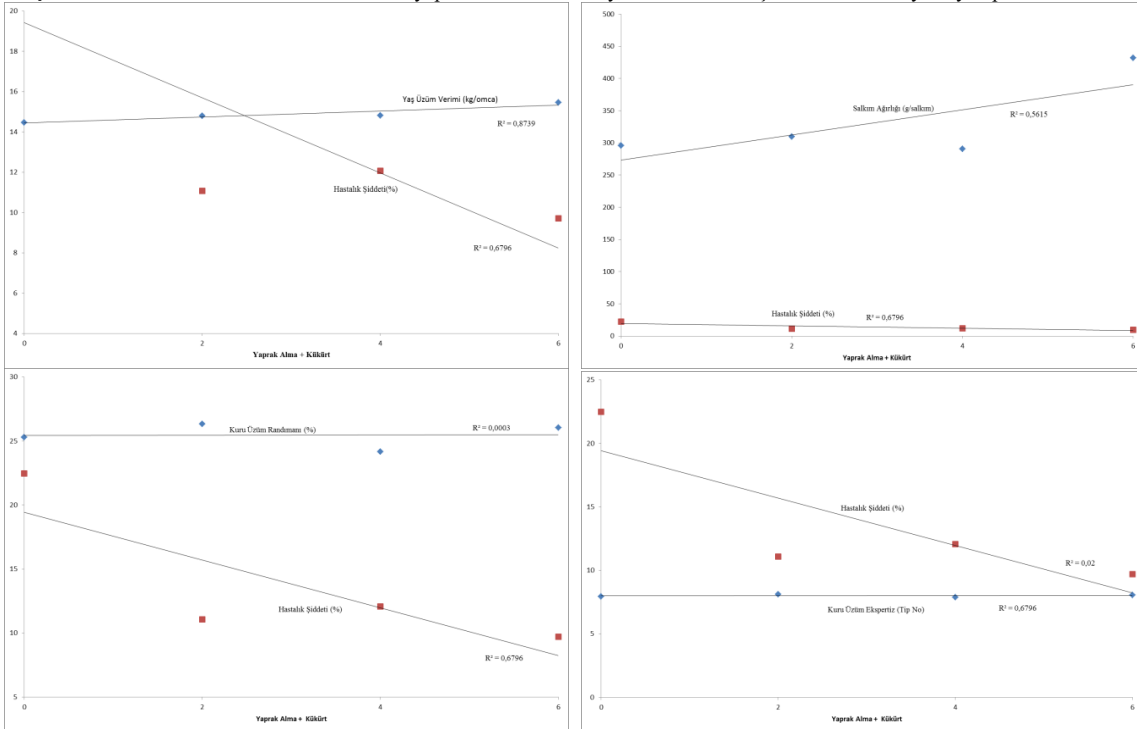 20
18
16
14
12
10
8
6
4
Yaş Üzüm Verimi (kg/omca)
R² = 0,8739
Hastalık Şiddeti(%)
R² = 0,6796
0
2
4
6
Yaprak Alma + Kükürt
500
450
400
350
300
250
200
150
100
50
0
Salkım Ağırlığı (g/salkım)
R² = 0,5615
Hastalık Şiddeti (%)
R² = 0,6796
0
2
4
6
Yaprak Alma + Kükürt
30
25
20
15
10
5
Kuru Üzüm Randımanı (%)
R² = 0,0003
Hastalık Şiddeti (%)
R² = 0,6796
0
2
4
6
Yaprak Alma + Kükürt
25
20
15
10
5
0
Hastalık Şiddeti (%)
R² = 0,02
Kuru Üzüm Ekspertiz (Tip No)
R² = 0,6796
0
2
4
6
Yaprak Alma + Kükürt